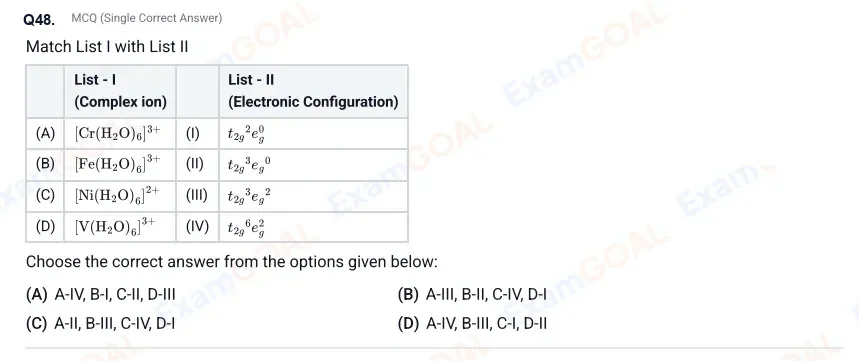 Q48. MCQ (Single Correct Answer)
Match List I with List II
List - I (Complex ion) List - II (Electronic Configuration)
(A) [Cr(H₂O)₆]³⁺ (I) t₂g²eg⁰
(B) [Fe(H₂O)₆]³⁺ (II) t₂g³eg⁰
(C) [Ni(H₂O)₆]²⁺ (III) t₂g³eg²
(D) [V(H₂O)₆]³⁺ (IV) t₂g⁶eg²
Choose the correct answer from the options given below:
(A) A-IV, B-I, C-II, D-III (B) A-III, B-II, C-IV, D-I
(C) A-II, B-III, C-IV, D-I (D) A-IV, B-III, C-I, D-II
ExamGOAL